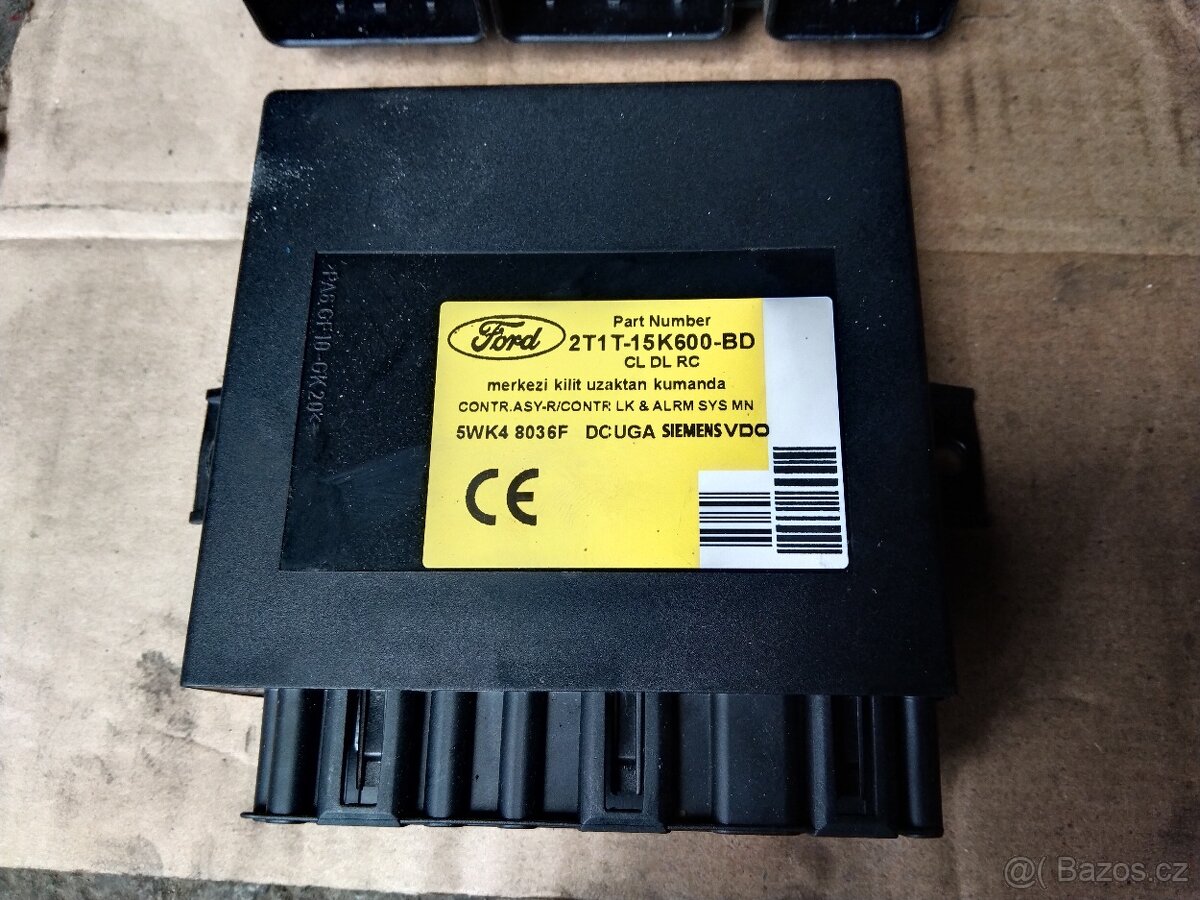 Ford
Part Number
2T1T-15K600-BD
CL DL RC
merkezi kilit uzaktan kumanda
CONTR.ASY-R/CONTR LK & ALRM SYS MN
5WK4 8036F DCUGA SIEMENS VDO
CE
@( Bazos.cz